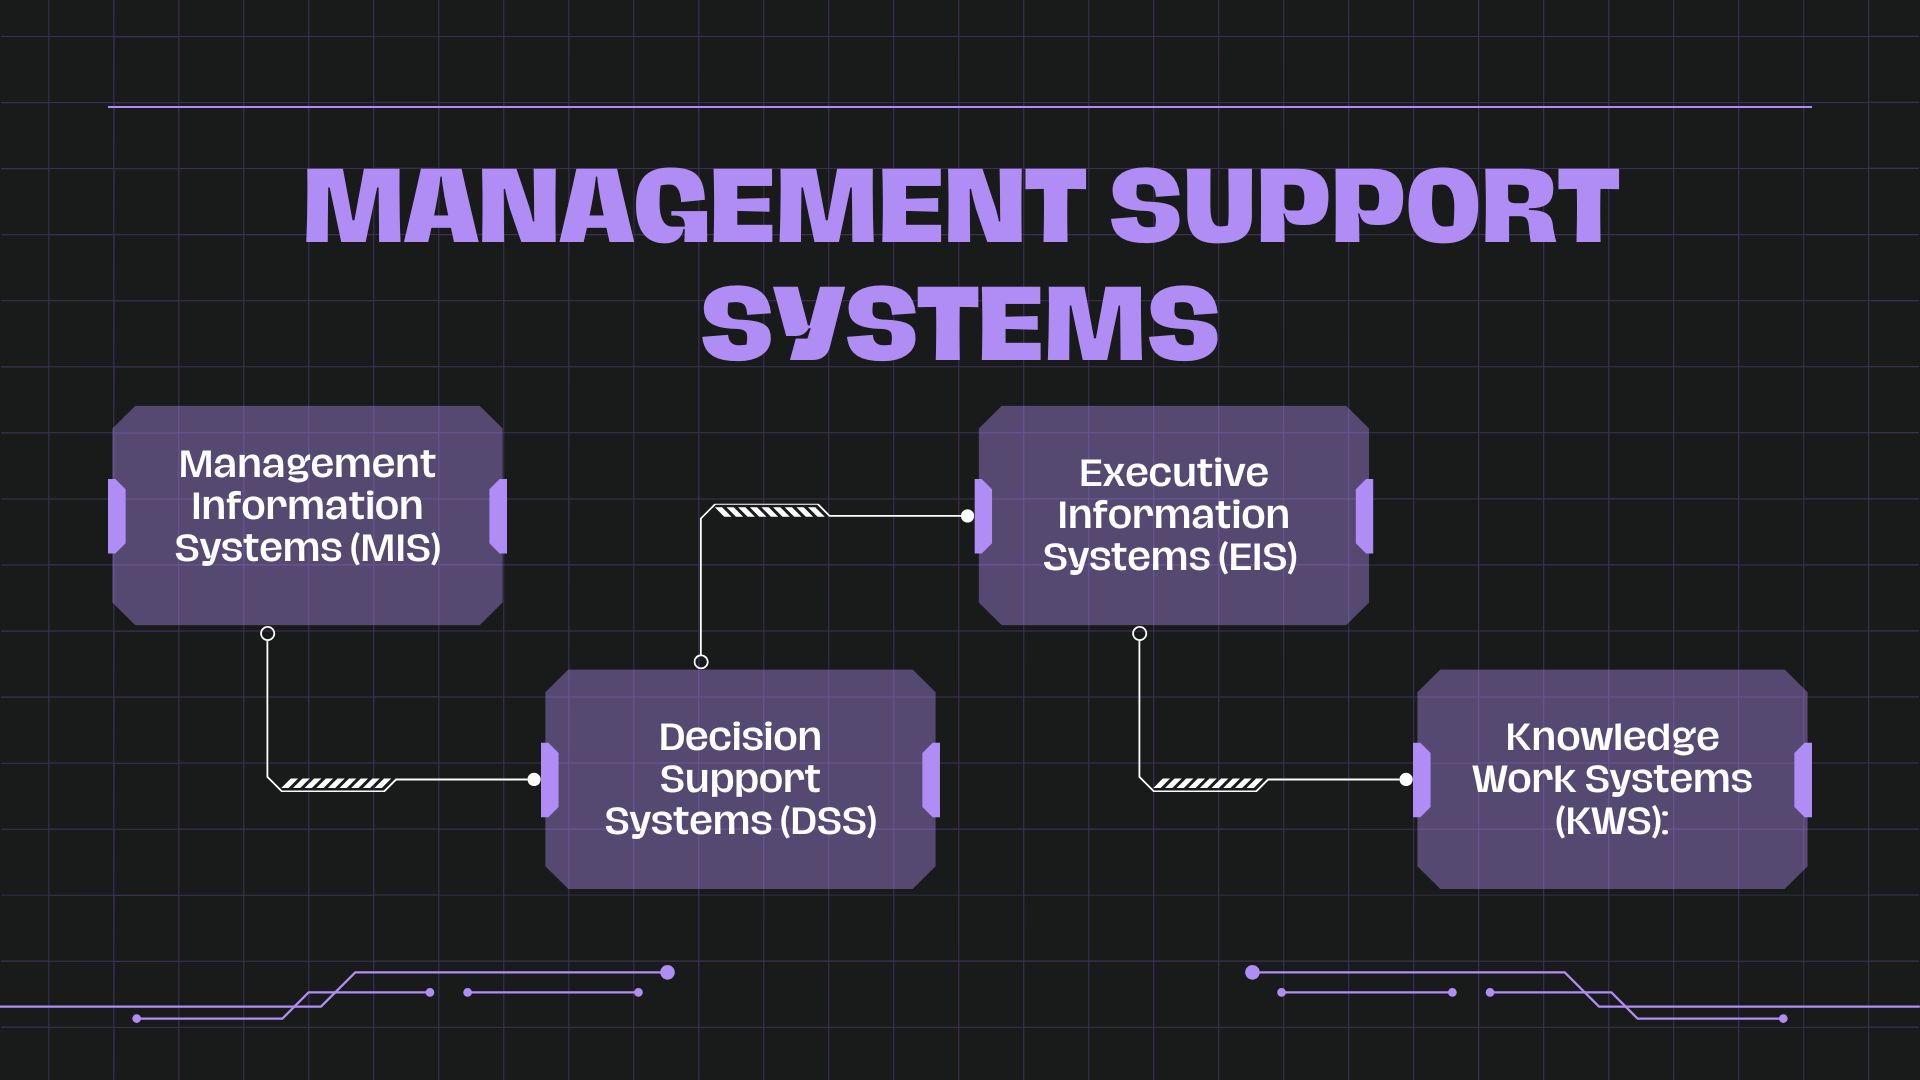 MANAGEMENT SUPPORT
SYSTEMS
Management
Information
Systems (MIS)
Decision
Support
Systems (DSS)
Executive
Information
Systems (EIS)
Knowledge
Work Systems
(KWS):